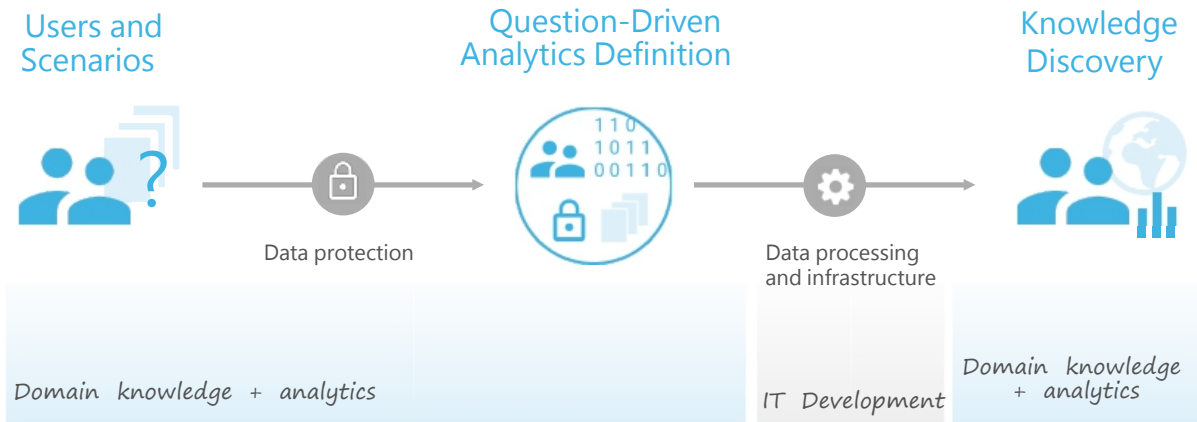 Users and
Scenarios
Question-Driven
Analytics Definition
Knowledge
Discovery
?
110
1011
00110
Data protection
Data processing
and infrastructure
Domain knowledge + analytics
IT Development
Domain knowledge
+ analytics